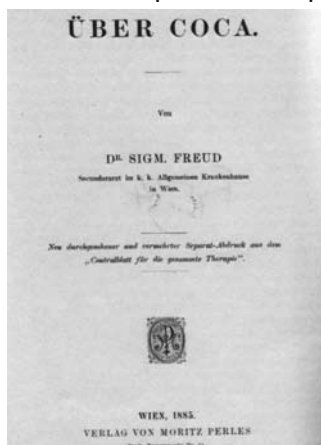 ÜBER COCA.
Von
DR. SIGM. FREUD
Secundararzt im k. k. Allgemeinen Krankenhause
in Wien.
Neu durchgesehener und vermehrter Separat-Abdruck aus dem
„Centralblatt für die gesammte Therapie".
WIEN, 1885.
VERLAG VON MORITZ PERLES